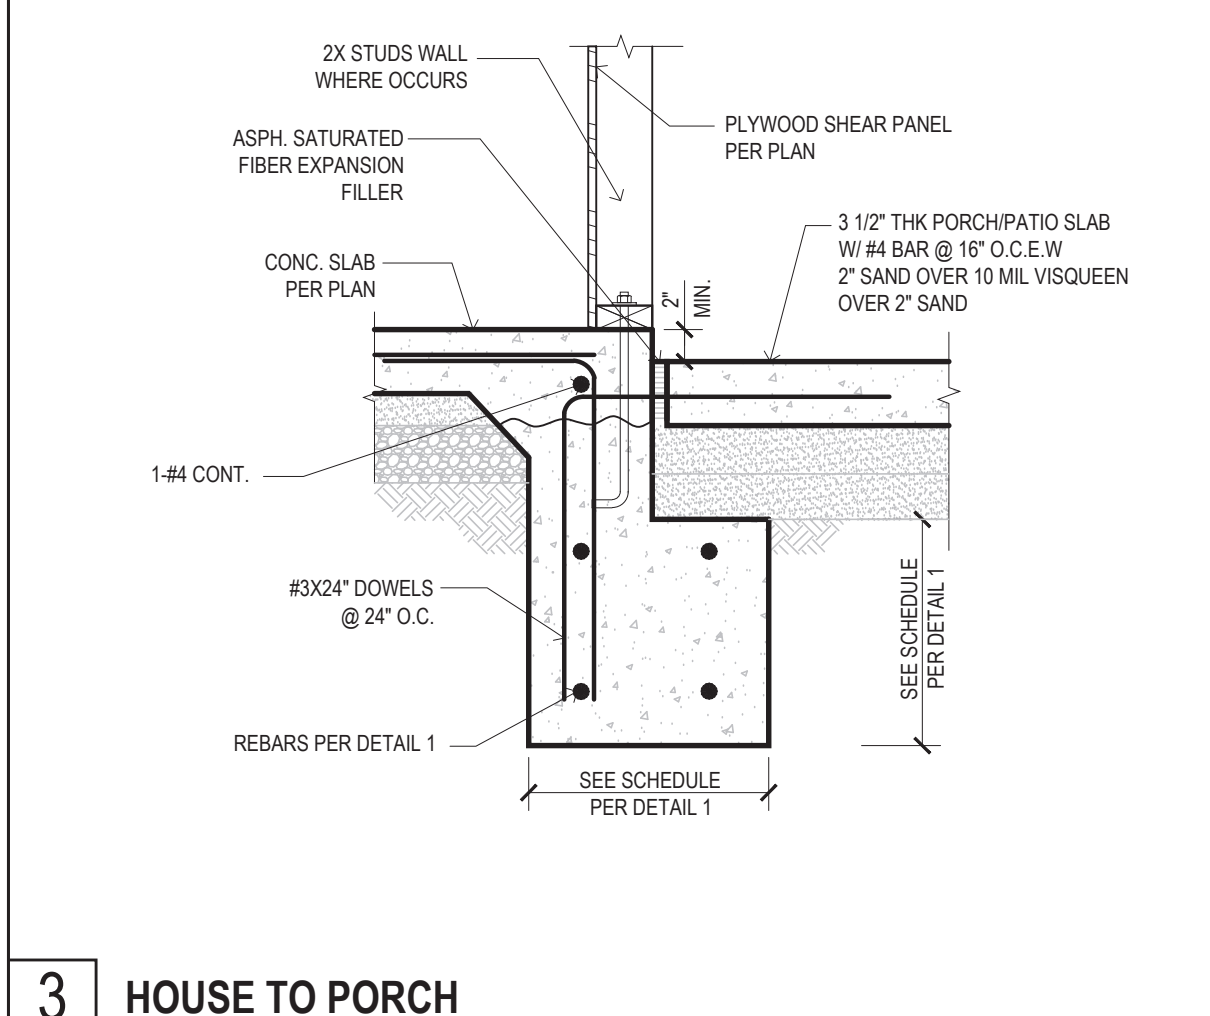 2X STUDS WALL
WHERE OCCURS
ASPH. SATURATED
FIBER EXPANSION
FILLER
PLYWOOD SHEAR PANEL
PER PLAN
3 1/2" THK PORCH/PATIO SLAB
W/ #4 BAR @ 16" O.C.E.W
2" SAND OVER 10 MIL VISQUEEN
OVER 2" SAND
CONC. SLAB
PER PLAN
2"
MIN.
1-#4 CONT.
#3X24" DOWELS
@ 24" O.C.
SEE SCHEDULE
PER DETAIL 1
REBARS PER DETAIL 1
SEE SCHEDULE
PER DETAIL 1
3
HOUSE TO PORCH